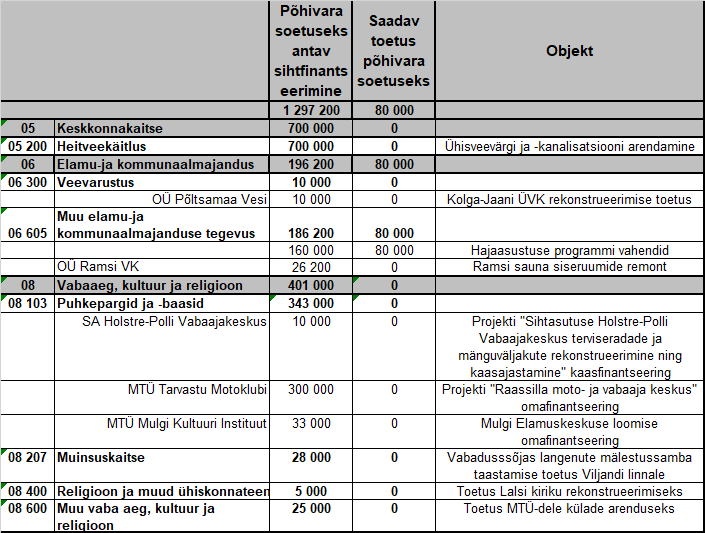 Põhivara
soetuseks
antav
sihtfinants
eerimine
Saadav
toetus
põhivara
soetuseks
Objekt
1 297 200 80 000
05 Keskkonnakaitse 700 000 0
05 200 Heitveekäitlu 700 000 0 Ühisveevärgi ja -kanalisatsiooni arendamine
06 Elamu-ja kommunaalmajandus 196 200 80 000
06 300 Veevarustus 10 000 0
OÜ Põltsamaa Vesi 10 000 0 Kolga-Jaani ÜVK rekonstrueerimise toetus
06 605 Muu elamu-ja
kommunaalmajanduse tegevus 186 200 80 000
160 000 80 000 Hajaasustuse programmi vahendid
OÜ Ramsi VK 26 200 0 Ramsi sauna siseruumide remont
08 Vabaaeg, kultuur ja religioon 401 000 0
08 103 Puhkepargid ja -baasid 343 000 0
SA Holstre-Polli Vabaajakeskus 10 000 0 Projekti "Sihtasutuse Holstre-Polli
Vabaajakeskus terviseradade ja
mänguväljakute rekonstrueerimine ning
kaasajastamine" kaasfinantseering
MTÜ Tarvastu Motoklubi 300 000 0 Projekti "Raassilla moto- ja vabaaja keskus"
omafinantseering
MTÜ Mulgi Kultuuri Instituut 33 000 0 Mulgi Elamuskeskuse loomise
omafinantseering
08 207 Muinsuskaitse 28 000 0 Vabadusssõjas langenute mälestussamba
taastamise toetus Viljandi linnale
08 400 Religioon ja muud ühiskonnateen 5 000 0 Toetus Lalsi kiriku rekonstrueerimiseks
08 600 Muu vaba aeg, kultuur ja
religioon 25 000 0 Toetus MTÜ-dele külade arenduseks